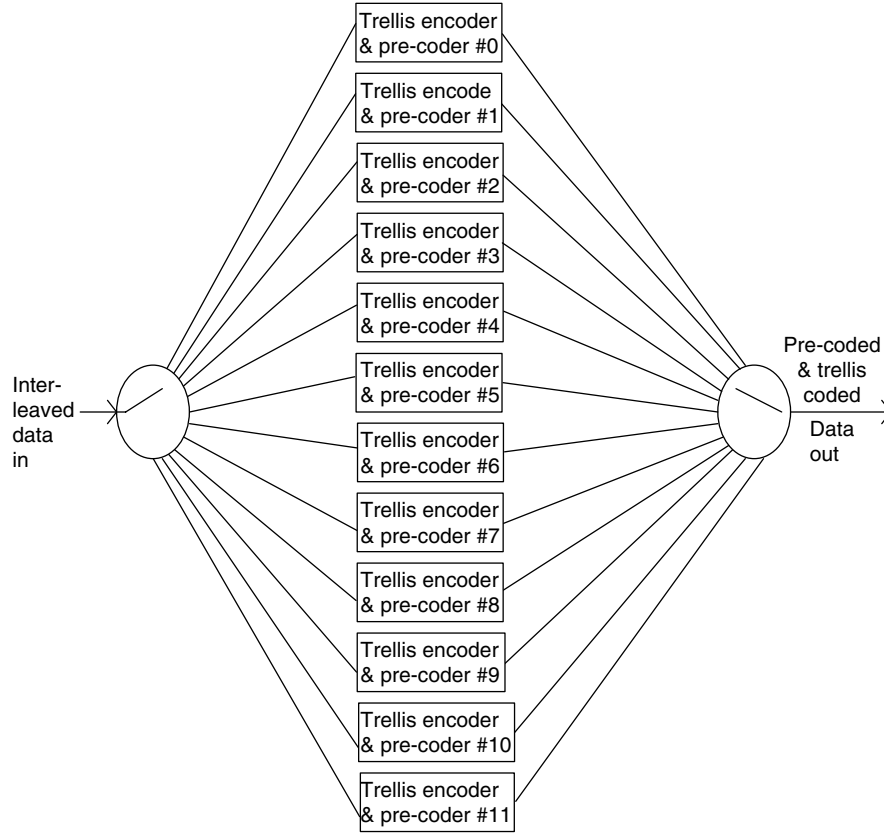 Trellis encoder
& pre-coder #0
Trellis encode
& pre-coder #1
Trellis encoder
& pre-coder #2
Trellis encoder
& pre-coder #3
Trellis encoder
& pre-coder #4
Trellis encoder
& pre-coder #5
Trellis encoder
& pre-coder #6
Trellis encoder
& pre-coder #7
Trellis encoder
& pre-coder #8
Trellis encoder
& pre-coder #9
Trellis encoder
& pre-coder #10
Trellis encoder
& pre-coder #11
Inter-
leaved
data
in
Pre-coded
& trellis
coded
Data
out